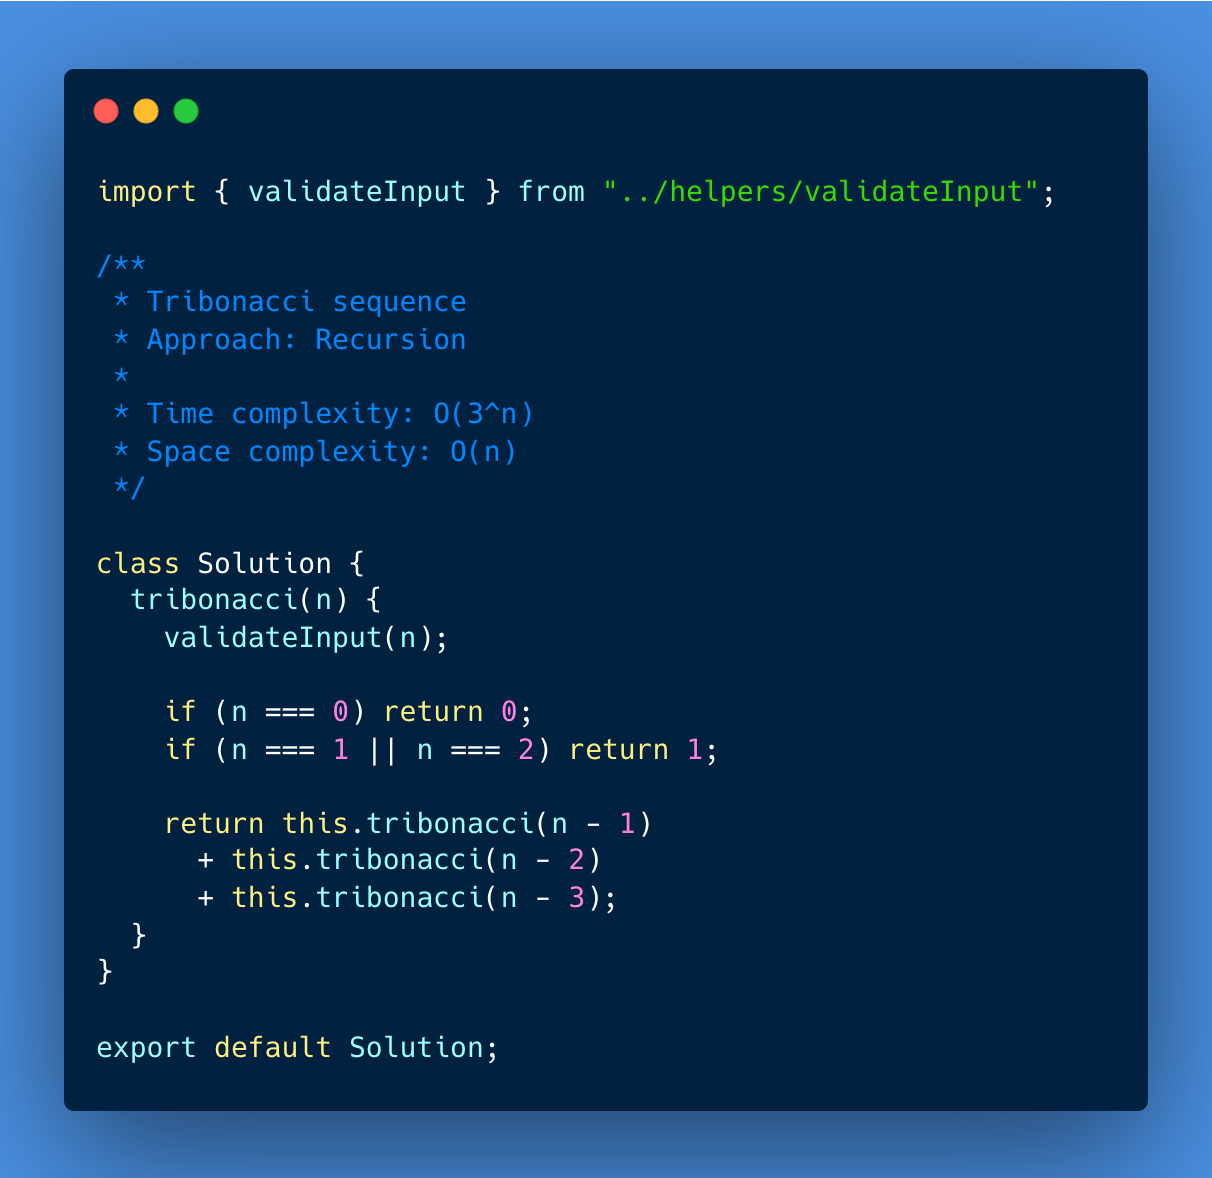 import { validateInput } from "../helpers/validateInput";

/**
 * Tribonacci sequence
 * Approach: Recursion
 *
 * Time complexity: O(3^n)
 * Space complexity: O(n)
 */

class Solution {
  tribonacci(n) {
    validateInput(n);

    if (n === 0) return 0;
    if (n === 1 || n === 2) return 1;

    return this.tribonacci(n - 1)
      + this.tribonacci(n - 2)
      + this.tribonacci(n - 3);
  }
}

export default Solution;